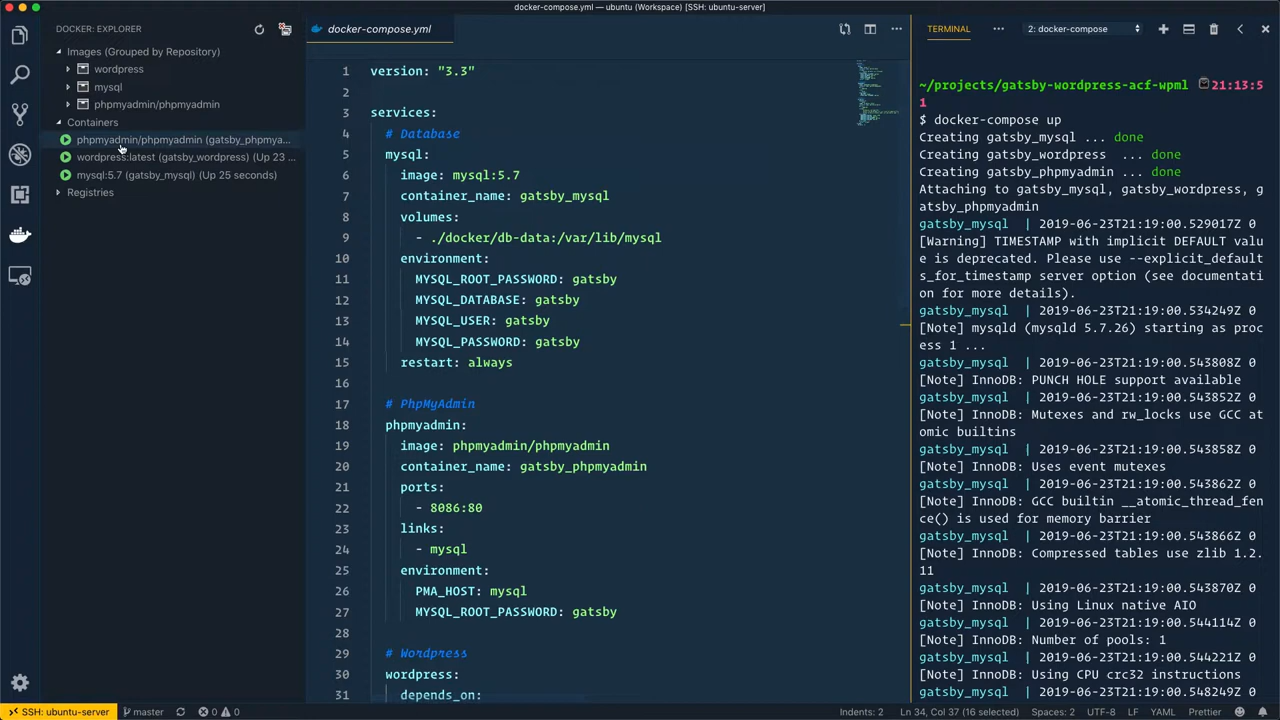 docker-compose.yml — ubuntu (Workspace) [SSH: ubuntu-server]
DOCKER: EXPLORER
Images (Grouped by Repository)
wordpress
mysql
phpmyadmin/phpmyadmin
Containers
phpmyadmin/phpmyadmin (gatsby_phpmya...
wordpress:latest (gatsby_wordpress) (Up 23 ...
mysql:5.7 (gatsby_mysql) (Up 25 seconds)
Registries
docker-compose.yml
1 version: "3.3"
2
3 services:
4 # Database
5 mysql:
6 image: mysql:5.7
7 container_name: gatsby_mysql
8 volumes:
9 - ./docker/db-data:/var/lib/mysql
10 environment:
11 MYSQL_ROOT_PASSWORD: gatsby
12 MYSQL_DATABASE: gatsby
13 MYSQL_USER: gatsby
14 MYSQL_PASSWORD: gatsby
15 restart: always
16
17 # PhpMyAdmin
18 phpmyadmin:
19 image: phpmyadmin/phpmyadmin
20 container_name: gatsby_phpmyadmin
21 ports:
22 - 8086:80
23 links:
24 - mysql
25 environment:
26 PMA_HOST: mysql
27 MYSQL_ROOT_PASSWORD: gatsby
28
29 # Wordpress
30 wordpress:
31 depends_on:
TERMINAL
2: docker-compose
~/projects/gatsby-wordpress-acf-wpml 21:13:5
1
$ docker-compose up
Creating gatsby_mysql ... done
Creating gatsby_wordpress ... done
Creating gatsby_phpmyadmin ... done
Attaching to gatsby_mysql, gatsby_wordpress, g
atsby_phpmyadmin
gatsby_mysql | 2019-06-23T21:19:00.529017Z 0
[Warning] TIMESTAMP with implicit DEFAULT valu
e is deprecated. Please use --explicit_default
s_for_timestamp server option (see documentati
on for more details).
gatsby_mysql | 2019-06-23T21:19:00.534249Z 0
[Note] mysqld (mysqld 5.7.26) starting as proc
ess 1 ...
gatsby_mysql | 2019-06-23T21:19:00.543808Z 0
[Note] InnoDB: PUNCH HOLE support available
gatsby_mysql | 2019-06-23T21:19:00.543852Z 0
[Note] InnoDB: Mutexes and rw_locks use GCC at
omic builtins
gatsby_mysql | 2019-06-23T21:19:00.543858Z 0
[Note] InnoDB: Uses event mutexes
gatsby_mysql | 2019-06-23T21:19:00.543862Z 0
[Note] InnoDB: GCC builtin __atomic_thread_fen
ce() is used for memory barrier
gatsby_mysql | 2019-06-23T21:19:00.543866Z 0
[Note] InnoDB: Compressed tables use zlib 1.2.
11
gatsby_mysql | 2019-06-23T21:19:00.543870Z 0
[Note] InnoDB: Using Linux native AIO
gatsby_mysql | 2019-06-23T21:19:00.544114Z 0
[Note] InnoDB: Number of pools: 1
gatsby_mysql | 2019-06-23T21:19:00.544221Z 0
[Note] InnoDB: Using CPU crc32 instructions
gatsby_mysql | 2019-06-23T21:19:00.548249Z 0
SSH: ubuntu-server
master
0
0
Indents: 2
Ln 34, Col 37 (16 selected)
Spaces: 2
UTF-8
LF
YAML
Prettier